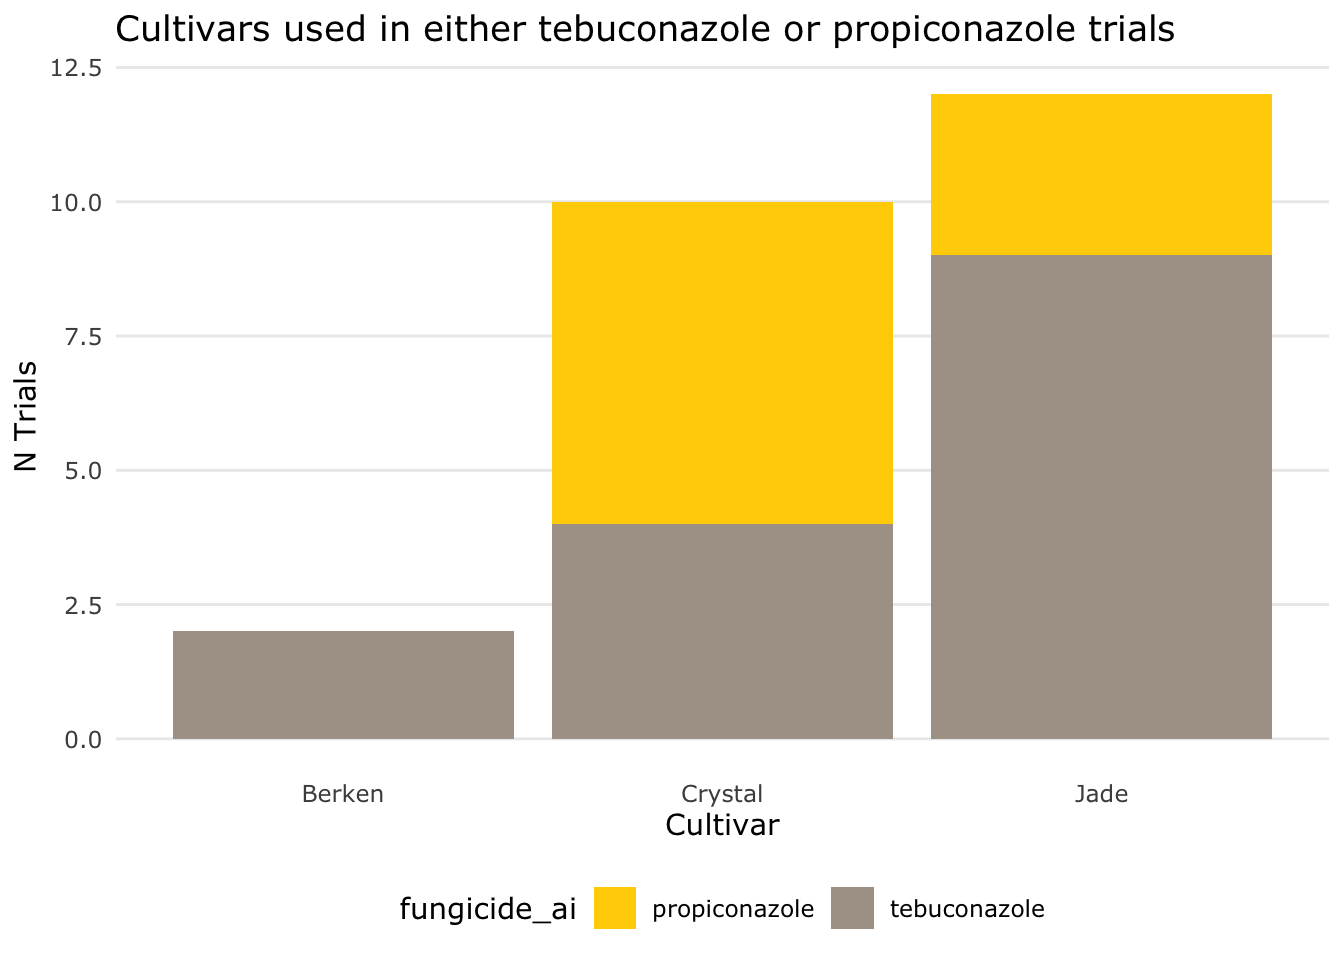 Cultivars used in either tebuconazole or propiconazole trials
12.5
10.0
7.5
5.0
2.5
0.0
N Trials
Berken Crystal Jade
Cultivar
fungicide_ai propiconazole tebuconazole